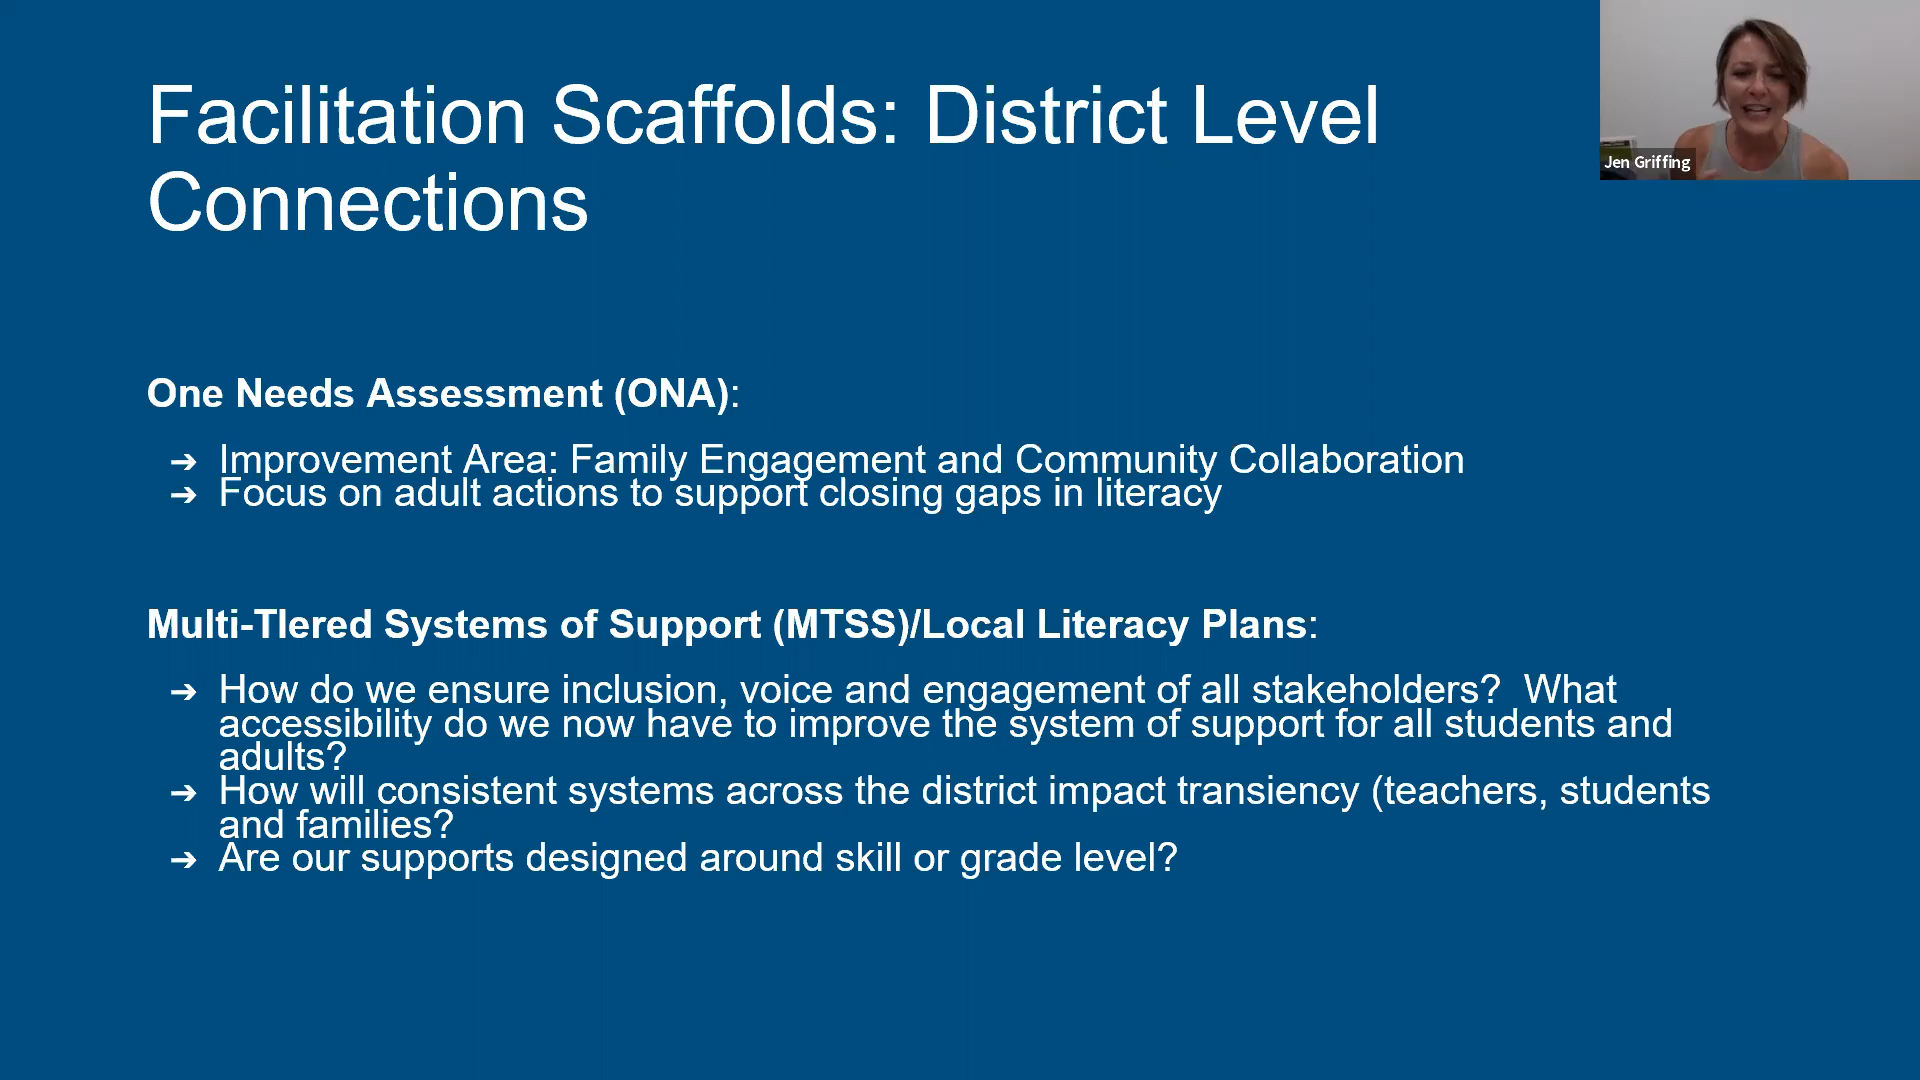 Facilitation Scaffolds: District Level
Connections
Jen Griffing
One Needs Assessment (ONA):
➔ Improvement Area: Family Engagement and Community Collaboration
➔ Focus on adult actions to support closing gaps in literacy
Multi-TIered Systems of Support (MTSS)/Local Literacy Plans:
➔ How do we ensure inclusion, voice and engagement of all stakeholders?  What
accessibility do we now have to improve the system of support for all students and
adults?
➔ How will consistent systems across the district impact transiency (teachers, students
and families?
➔ Are our supports designed around skill or grade level?